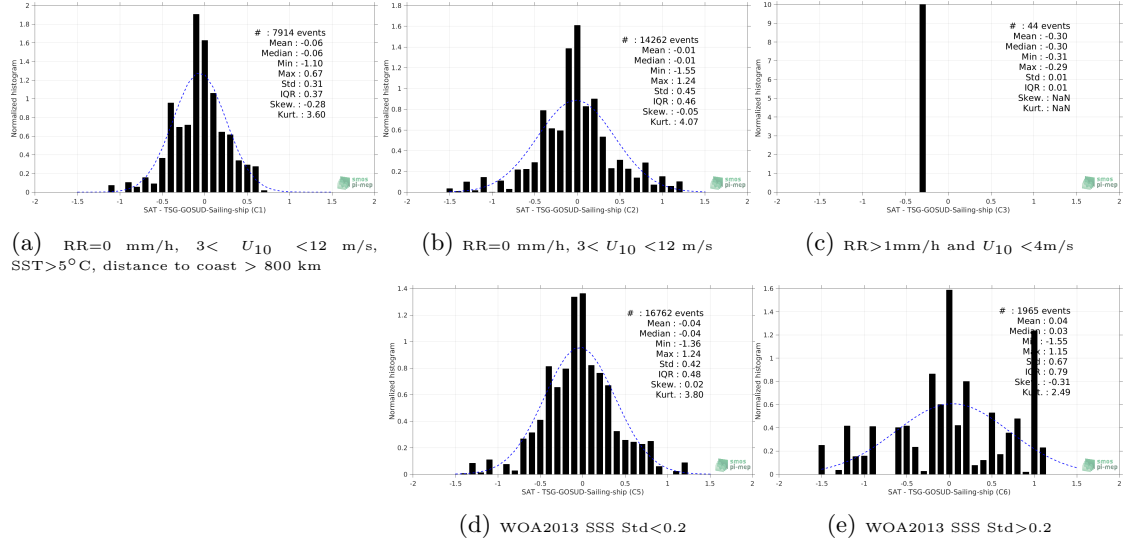 # : 7914 events
Mean : -0.06
Median : -0.06
Min : -1.10
Max : 0.67
Std : 0.31
IQR : 0.37
Skew. : -0.28
Kurt. : 3.60
Normalized histogram
2
1.8
1.6
1.4
1.2
1
0.8
0.6
0.4
0.2
0
-2 -1.5 -1 -0.5 0 0.5 1 1.5 2
SAT - TSG-GOSUD-Sailing-ship (C1)
smos
pi-mep
(a) RR=0 mm/h, 3< U10 <12 m/s,
SST>5°C, distance to coast > 800 km
# : 14262 events
Mean : -0.01
Median : -0.01
Min : -1.55
Max : 1.24
Std : 0.45
IQR : 0.46
Skew. : -0.05
Kurt. : 4.07
Normalized histogram
1.8
1.6
1.4
1.2
1
0.8
0.6
0.4
0.2
0
-2 -1.5 -1 -0.5 0 0.5 1 1.5 2
SAT - TSG-GOSUD-Sailing-ship (C2)
smos
pi-mep
(b) RR=0 mm/h, 3< U10 <12 m/s
# : 44 events
Mean : -0.30
Median : -0.30
Min : -0.31
Max : -0.29
Std : 0.01
IQR : 0.01
Skew. : NaN
Kurt. : NaN
Normalized histogram
10
9
8
7
6
5
4
3
2
1
0
-2 -1.5 -1 -0.5 0 0.5 1 1.5 2
SAT - TSG-GOSUD-Sailing-ship (C3)
smos
pi-mep
(c) RR>1mm/h and U10 <4m/s
# : 16762 events
Mean : -0.04
Median : -0.04
Min : -1.36
Max : 1.24
Std : 0.42
IQR : 0.48
Skew. : 0.02
Kurt. : 3.80
Normalized histogram
1.4
1.2
1
0.8
0.6
0.4
0.2
0
-2 -1.5 -1 -0.5 0 0.5 1 1.5 2
SAT - TSG-GOSUD-Sailing-ship (C5)
smos
pi-mep
(d) WOA2013 SSS Std<0.2
# : 1965 events
Mean : 0.04
Median : 0.03
Min : -1.55
Max : 1.15
Std : 0.67
IQR : 0.79
Skew. : -0.31
Kurt. : 2.49
Normalized histogram
1.6
1.4
1.2
1
0.8
0.6
0.4
0.2
0
-2 -1.5 -1 -0.5 0 0.5 1 1.5 2
SAT - TSG-GOSUD-Sailing-ship (C6)
smos
pi-mep
(e) WOA2013 SSS Std>0.2